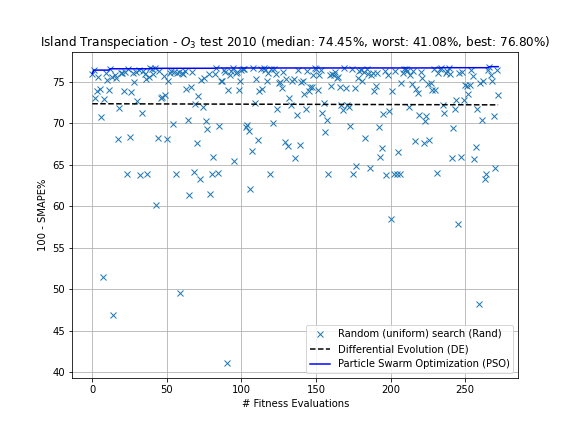 Island Transpeciation - O₃ test 2010 (median: 74.45%, worst: 41.08%, best: 76.80%)
100 - SMAPE%
75
70
65
60
55
50
45
40
Random (uniform) search (Rand)
Differential Evolution (DE)
Particle Swarm Optimization (PSO)
0 50 100 150 200 250
# Fitness Evaluations